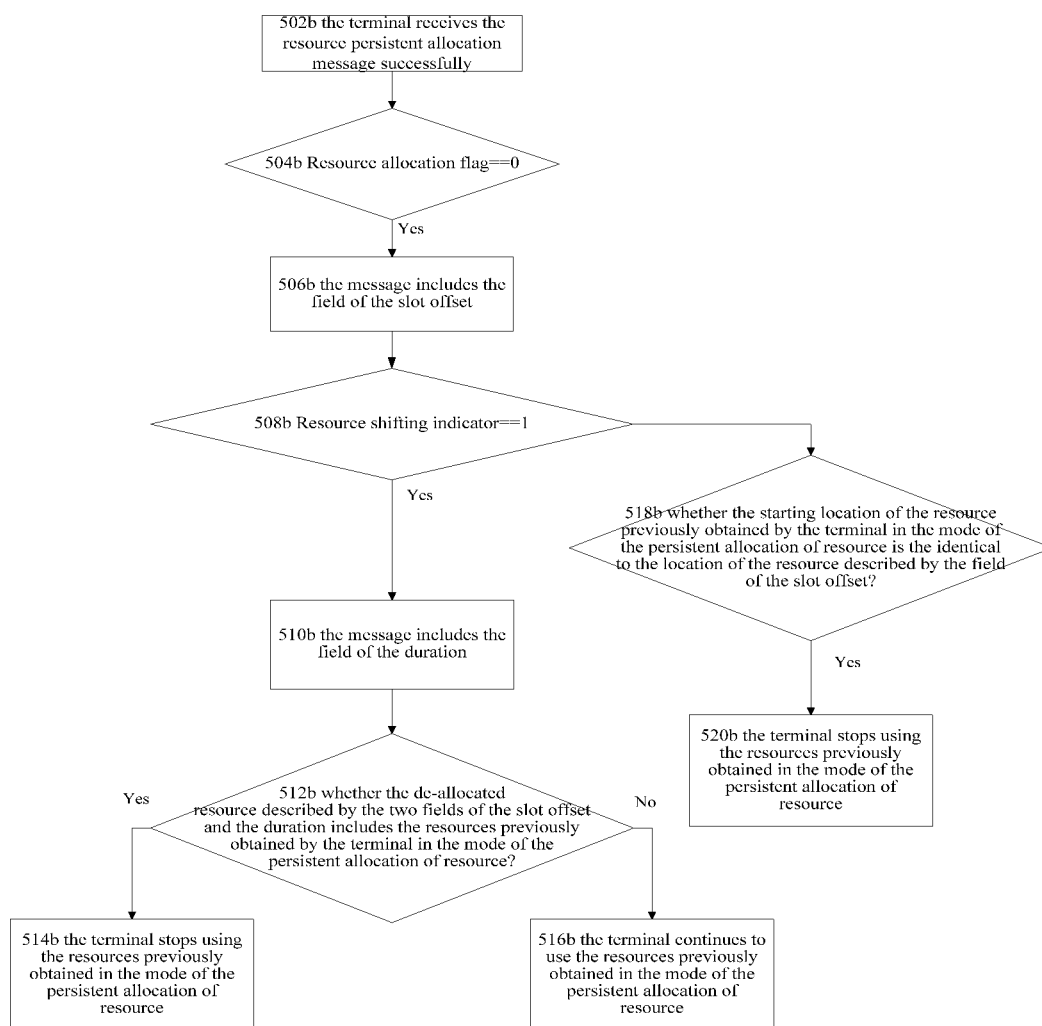 502b the terminal receives the
resource persistent allocation
message successfully
504b Resource allocation flag==0
Yes
506b the message includes the
field of the slot offset
508b Resource shifting indicator==1
Yes
518b whether the starting location of the resource
previously obtained by the terminal in the mode of
the persistent allocation of resource is the identical
to the location of the resource described by the field
of the slot offset?
510b the message includes the
field of the duration
Yes
520b the terminal stops using
the resources previously
obtained in the mode of the
persistent allocation of
resource
Yes
512b whether the de-allocated
resource described by the two fields of the slot offset
and the duration includes the resources previously
obtained by the terminal in the mode of the
persistent allocation of resource?
No
514b the terminal stops using
the resources previously
obtained in the mode of the
persistent allocation of
resource
516b the terminal continues to
use the resources previously
obtained in the mode of the
persistent allocation of
resource